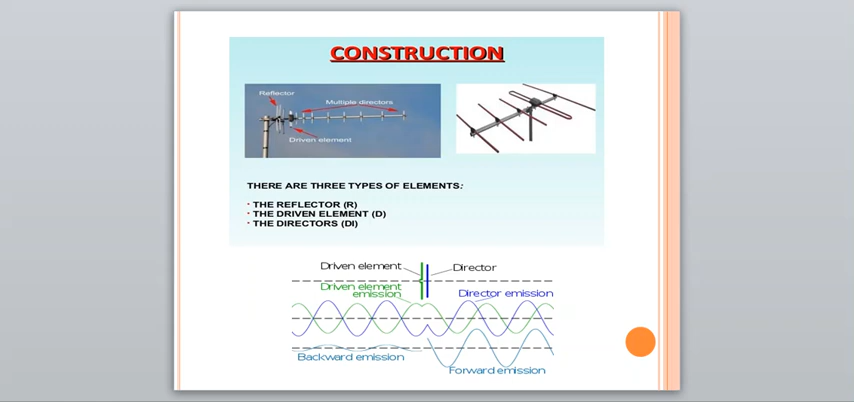 CONSTRUCTION
Reflector
Multiple directors
Driven element
THERE ARE THREE TYPES OF ELEMENTS:
• THE REFLECTOR (R)
• THE DRIVEN ELEMENT (D)
• THE DIRECTORS (DI)
Driven element
Director
Driven element
emission
Director emission
Backward emission
Forward emission